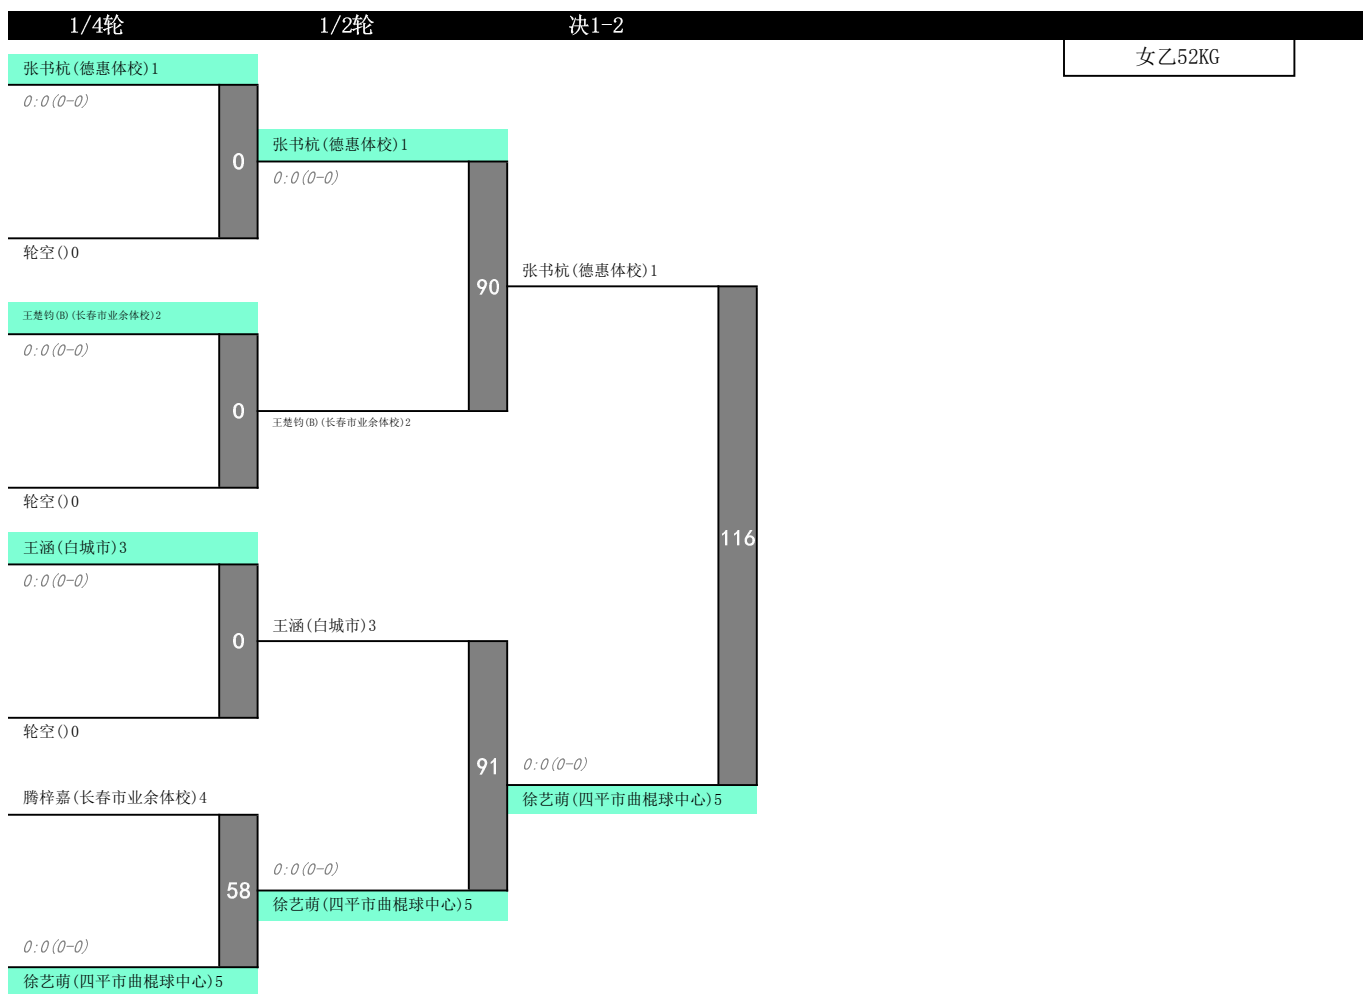 1/4轮 1/2轮 决1-2
女乙52KG
张书杭(德惠体校)1
0:0(0-0)
0
张书杭(德惠体校)1
0:0(0-0)
轮空()0
90
张书杭(德惠体校)1
王楚钧(B)(长春市业余体校)2
0:0(0-0)
0
王楚钧(B)(长春市业余体校)2
轮空()0
116
王涵(白城市)3
0:0(0-0)
0
王涵(白城市)3
轮空()0
91
0:0(0-0)
徐艺萌(四平市曲棍球中心)5
腾梓嘉(长春市业余体校)4
58
0:0(0-0)
徐艺萌(四平市曲棍球中心)5
0:0(0-0)
徐艺萌(四平市曲棍球中心)5